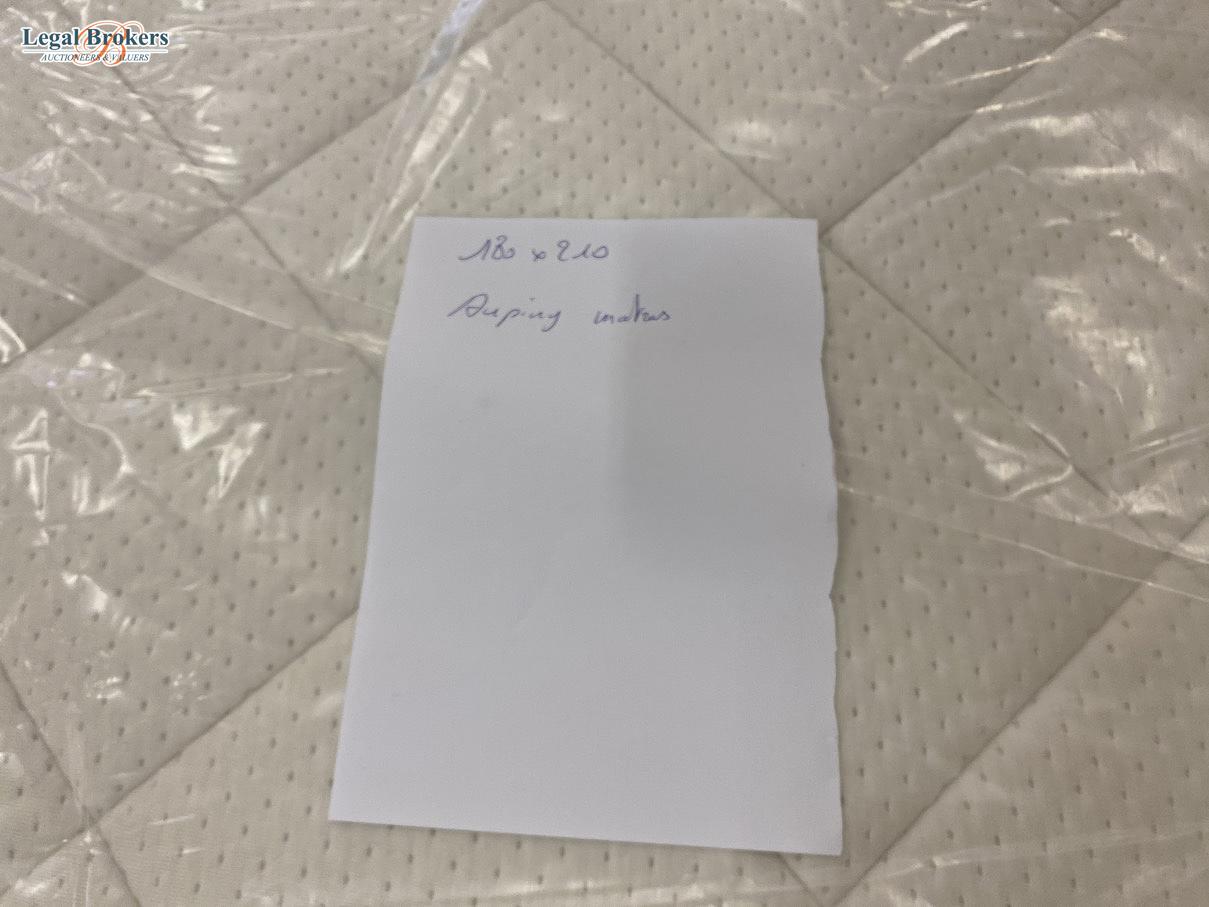 Legal Brokers
AUCTIONEERS & VALUERS
180 x 210
Auping matras